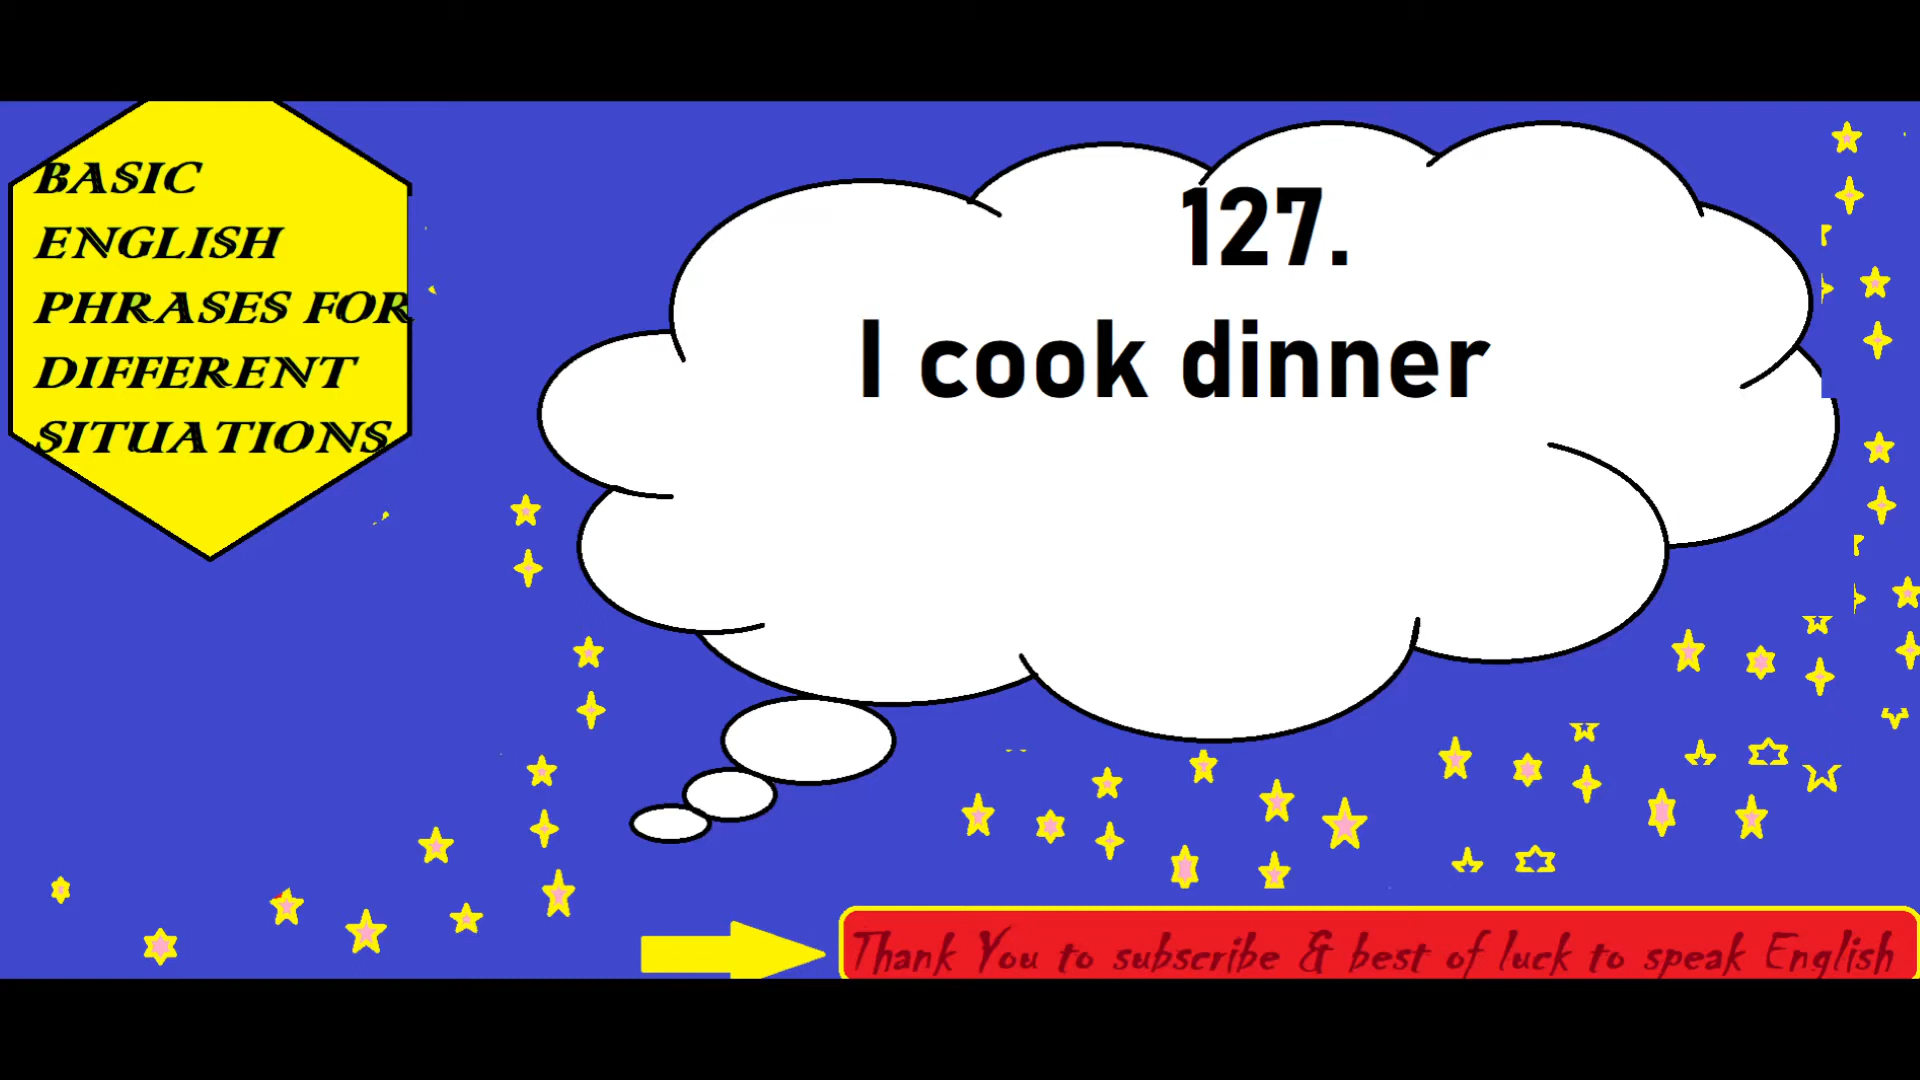 BASIC
ENGLISH
PHRASES FOR
DIFFERENT
SITUATIONS
127.
I cook dinner
Thank You to subscribe & best of luck to speak English